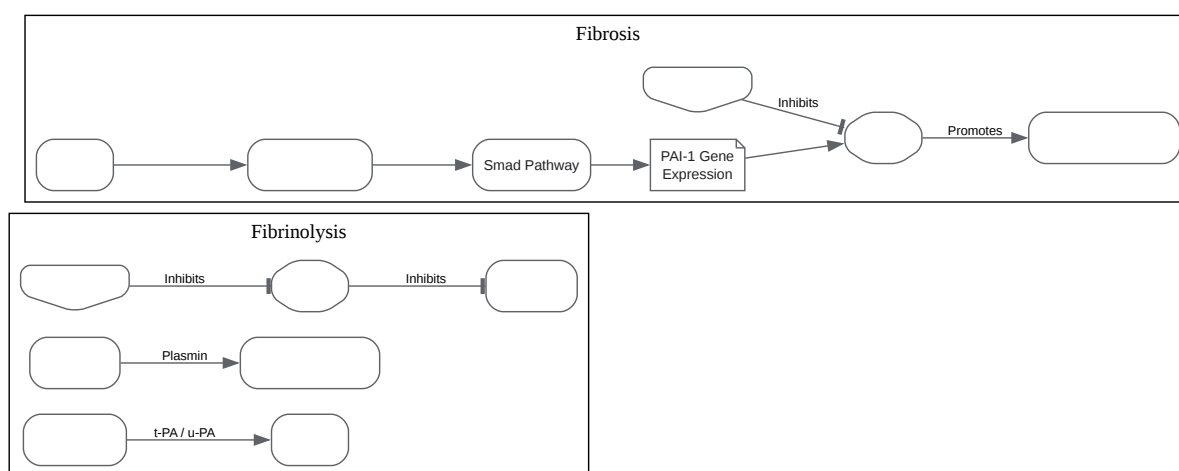 Fibrosis
Inhibits
Promotes
Smad Pathway
PAI-1 Gene
Expression
Fibrinolysis
Inhibits
Inhibits
Plasmin
t-PA / u-PA